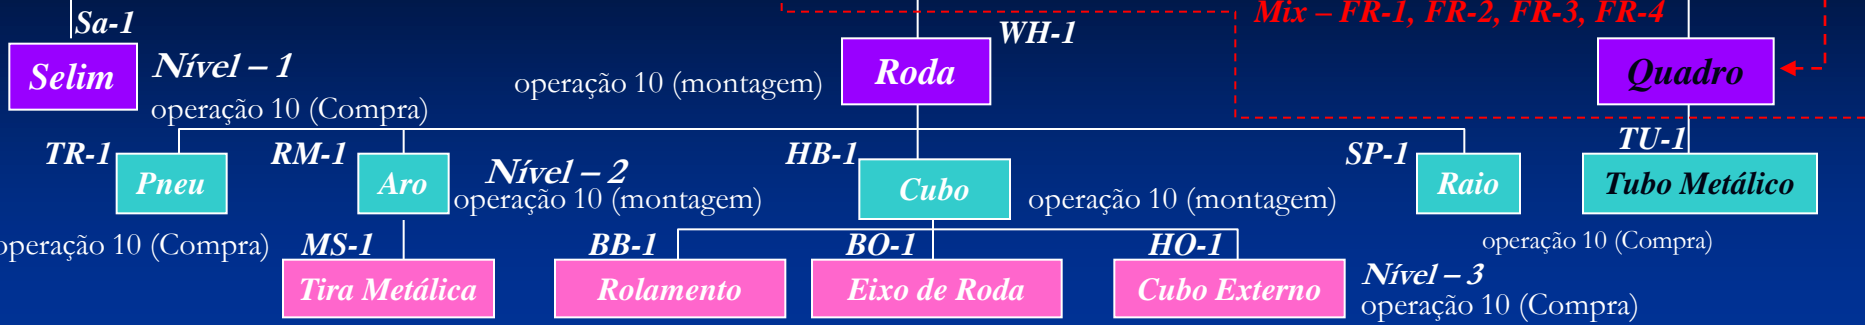 Sa-1
Mix – FR-1, FR-2, FR-3, FR-4
WH-1
Selim
Nível – 1
operação 10 (Compra)
operação 10 (montagem)
Roda
Quadro
TR-1
Pneu
RM-1
Aro
Nível – 2
operação 10 (montagem)
HB-1
Cubo
operação 10 (montagem)
SP-1
Raio
TU-1
Tubo Metálico
operação 10 (Compra)
operação 10 (Compra)
MS-1
Tira Metálica
BB-1
Rolamento
BO-1
Eixo de Roda
HO-1
Cubo Externo
Nível – 3
operação 10 (Compra)